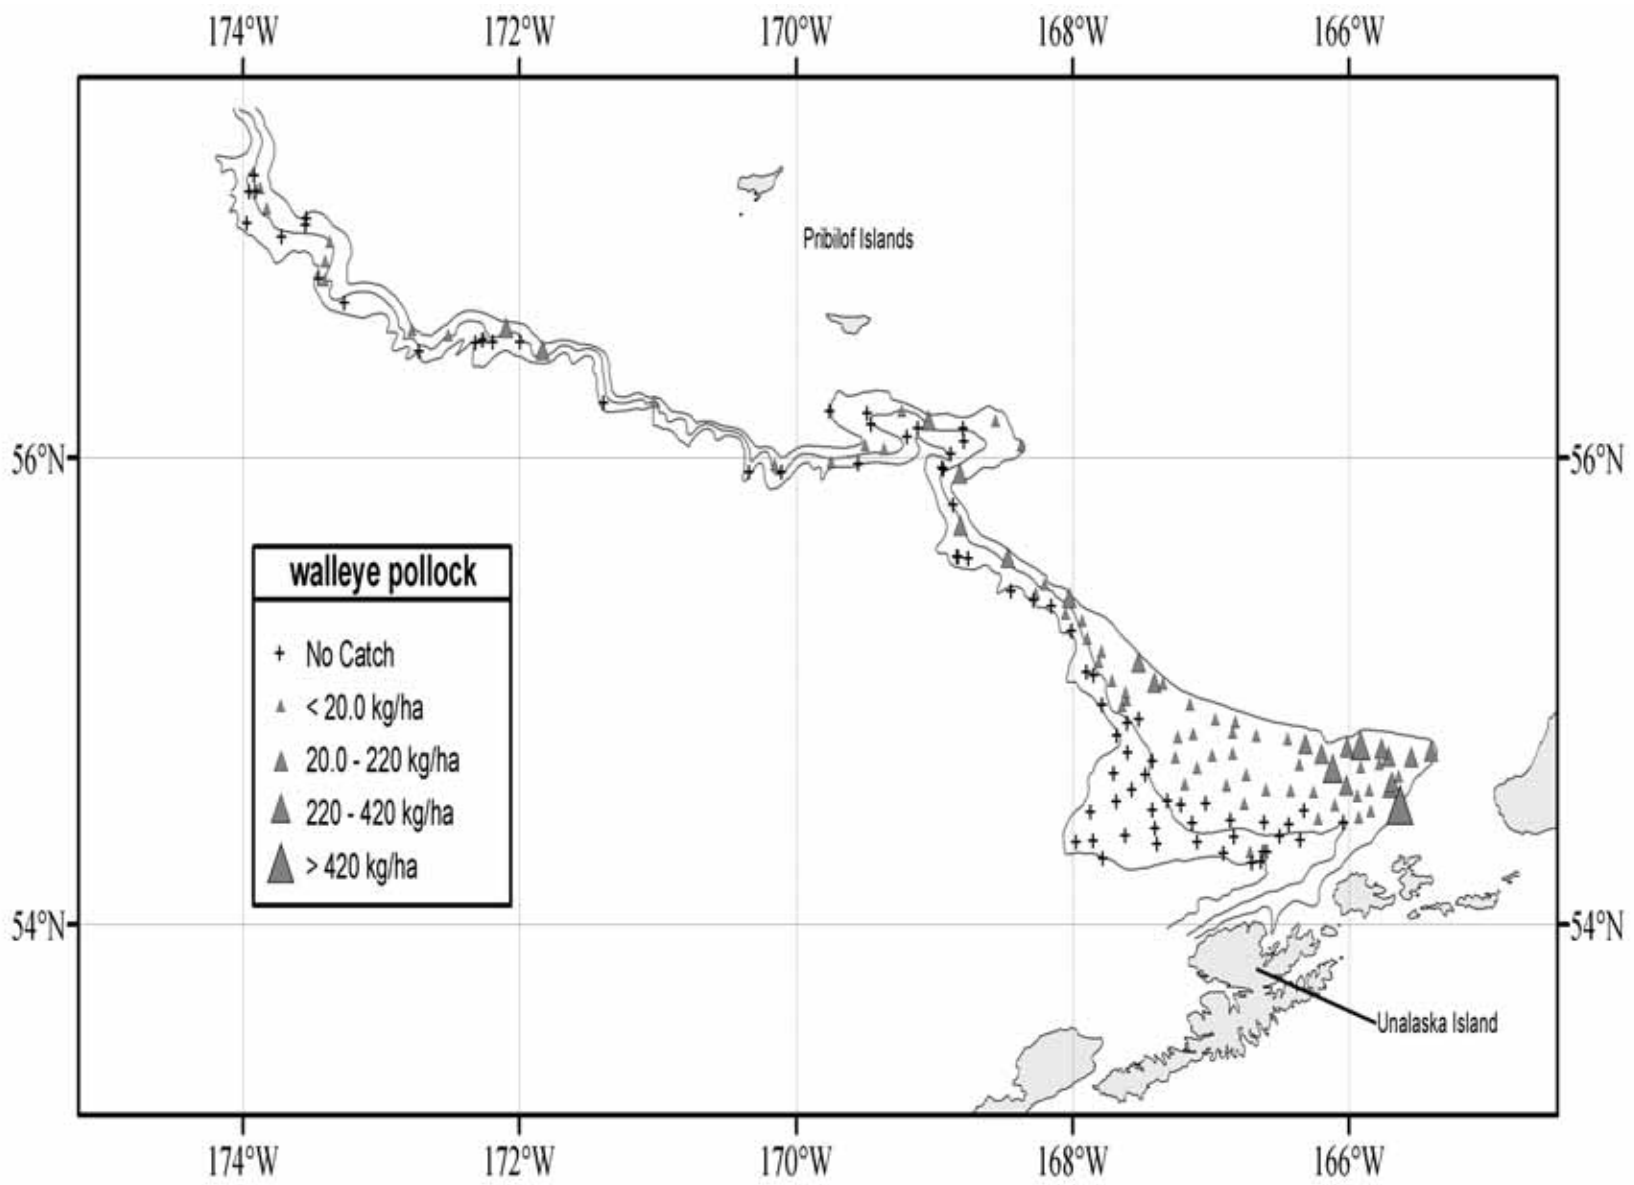 174°W 172°W 170°W 168°W 166°W
Pribilof Islands
56°N 56°N
walleye pollock
No Catch
< 20.0 kg/ha
20.0 - 220 kg/ha
220 - 420 kg/ha
> 420 kg/ha
54°N 54°N
Unalaska Island
174°W 172°W 170°W 168°W 166°W